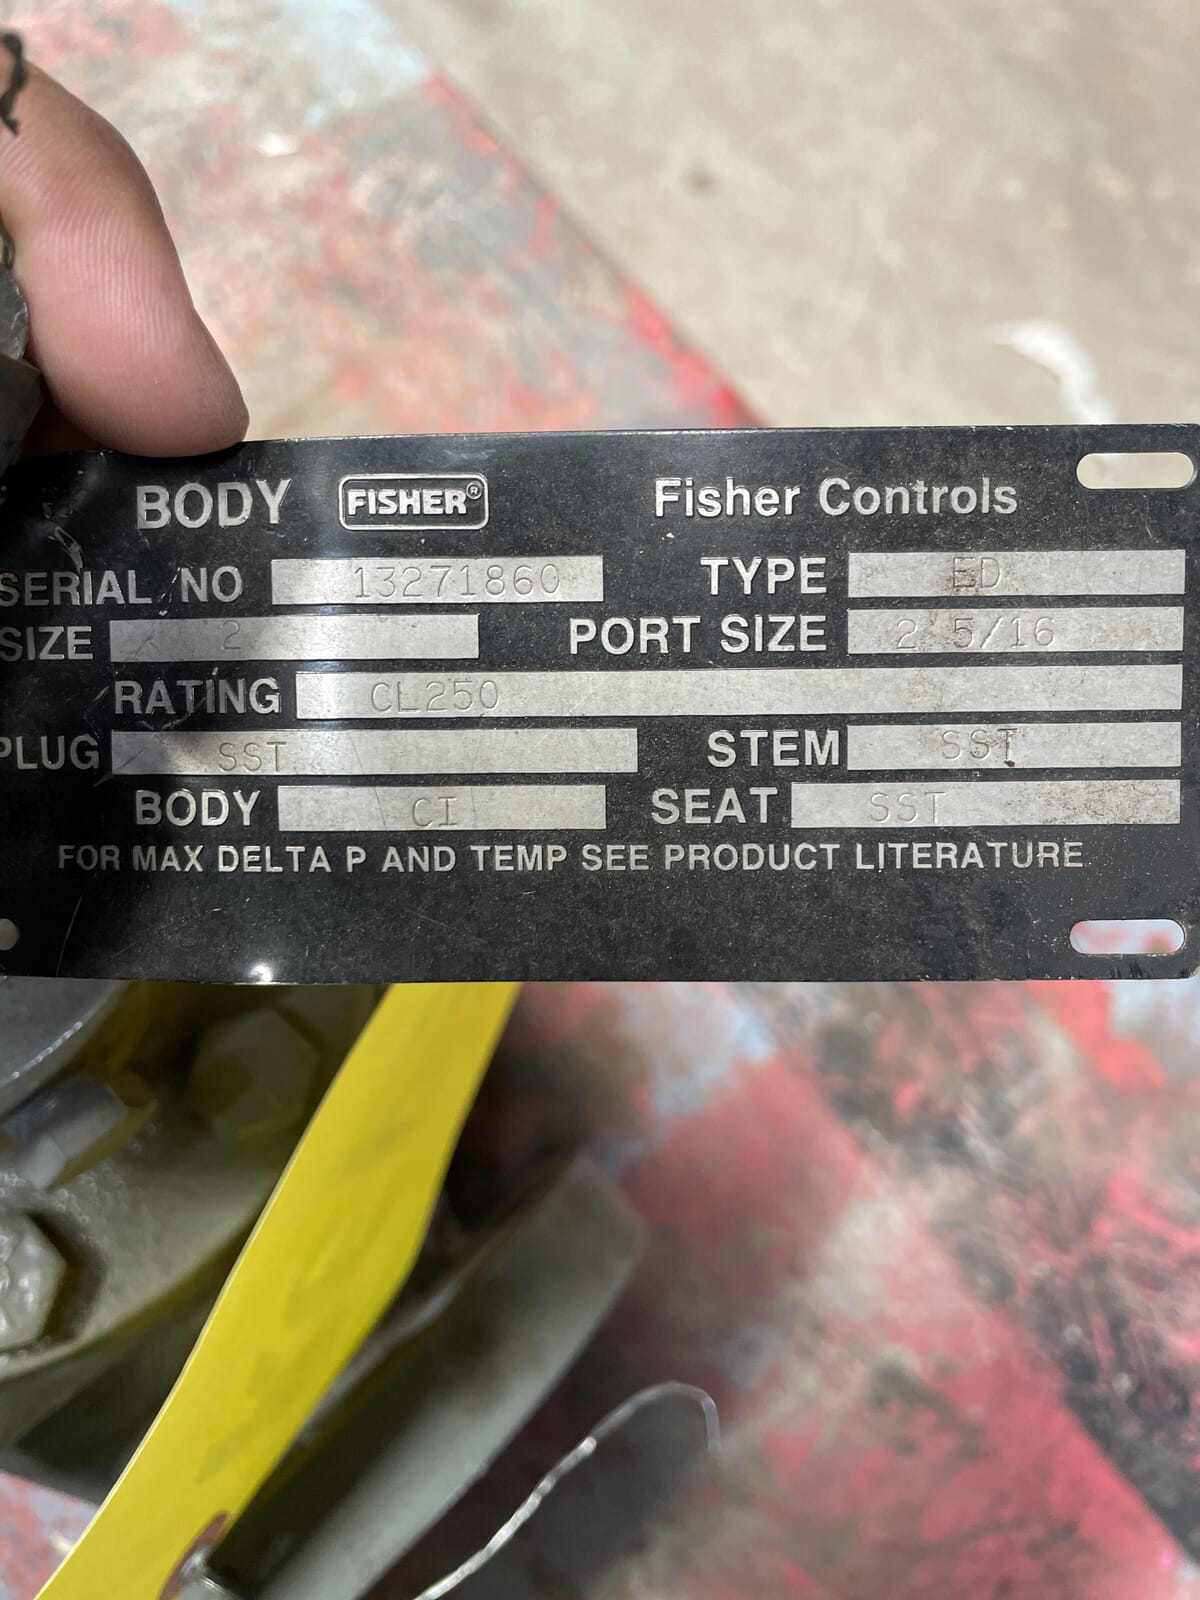 BODY FISHER® Fisher Controls
SERIAL NO 13271860 TYPE ED
SIZE 2 PORT SIZE 2 5/16
RATING CL250
PLUG SST STEM SST
BODY CI SEAT SST
FOR MAX DELTA P AND TEMP SEE PRODUCT LITERATURE